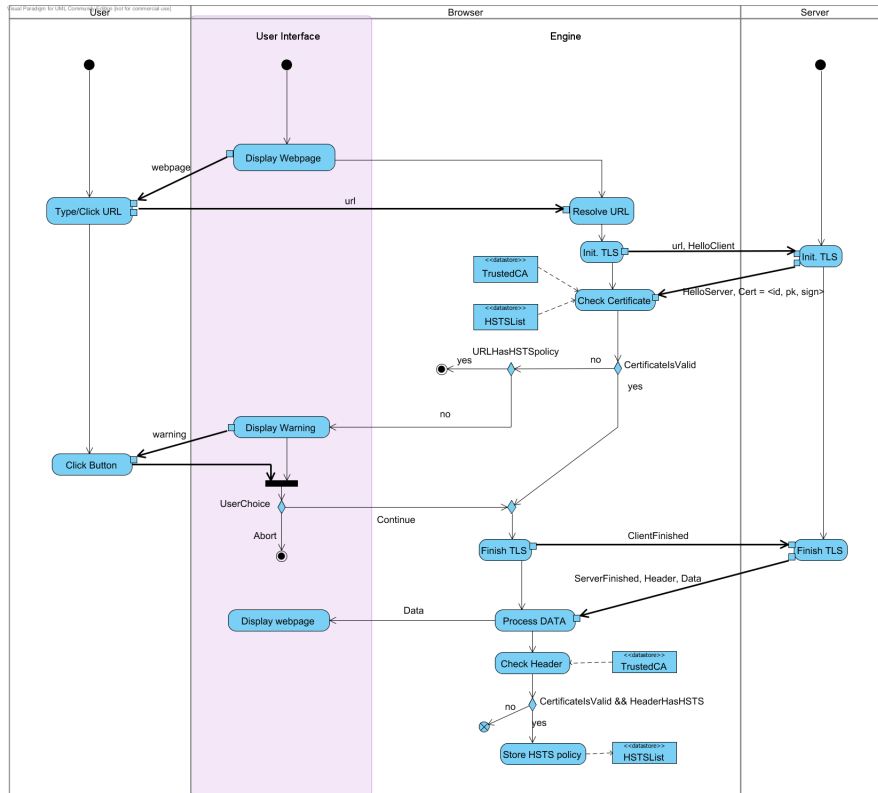 Visual Paradigm for UML Community Edition [not for commercial use]
User
Browser
Server
User Interface
Engine
Display Webpage
webpage
Type/Click URL
url
Resolve URL
Init. TLS
url, HelloClient
Init. TLS
<<datastore>>
TrustedCA
HelloServer, Cert = <id, pk, sign>
Check Certificate
<<datastore>>
HSTSList
URLHasHSTSpolicy
yes
no
CertificateIsValid
yes
no
Display Warning
warning
Click Button
UserChoice
Continue
Abort
ClientFinished
Finish TLS
Finish TLS
ServerFinished, Header, Data
Data
Display webpage
Process DATA
Check Header
<<datastore>>
TrustedCA
CertificateIsValid && HeaderHasHSTS
no
yes
Store HSTS policy
<<datastore>>
HSTSList